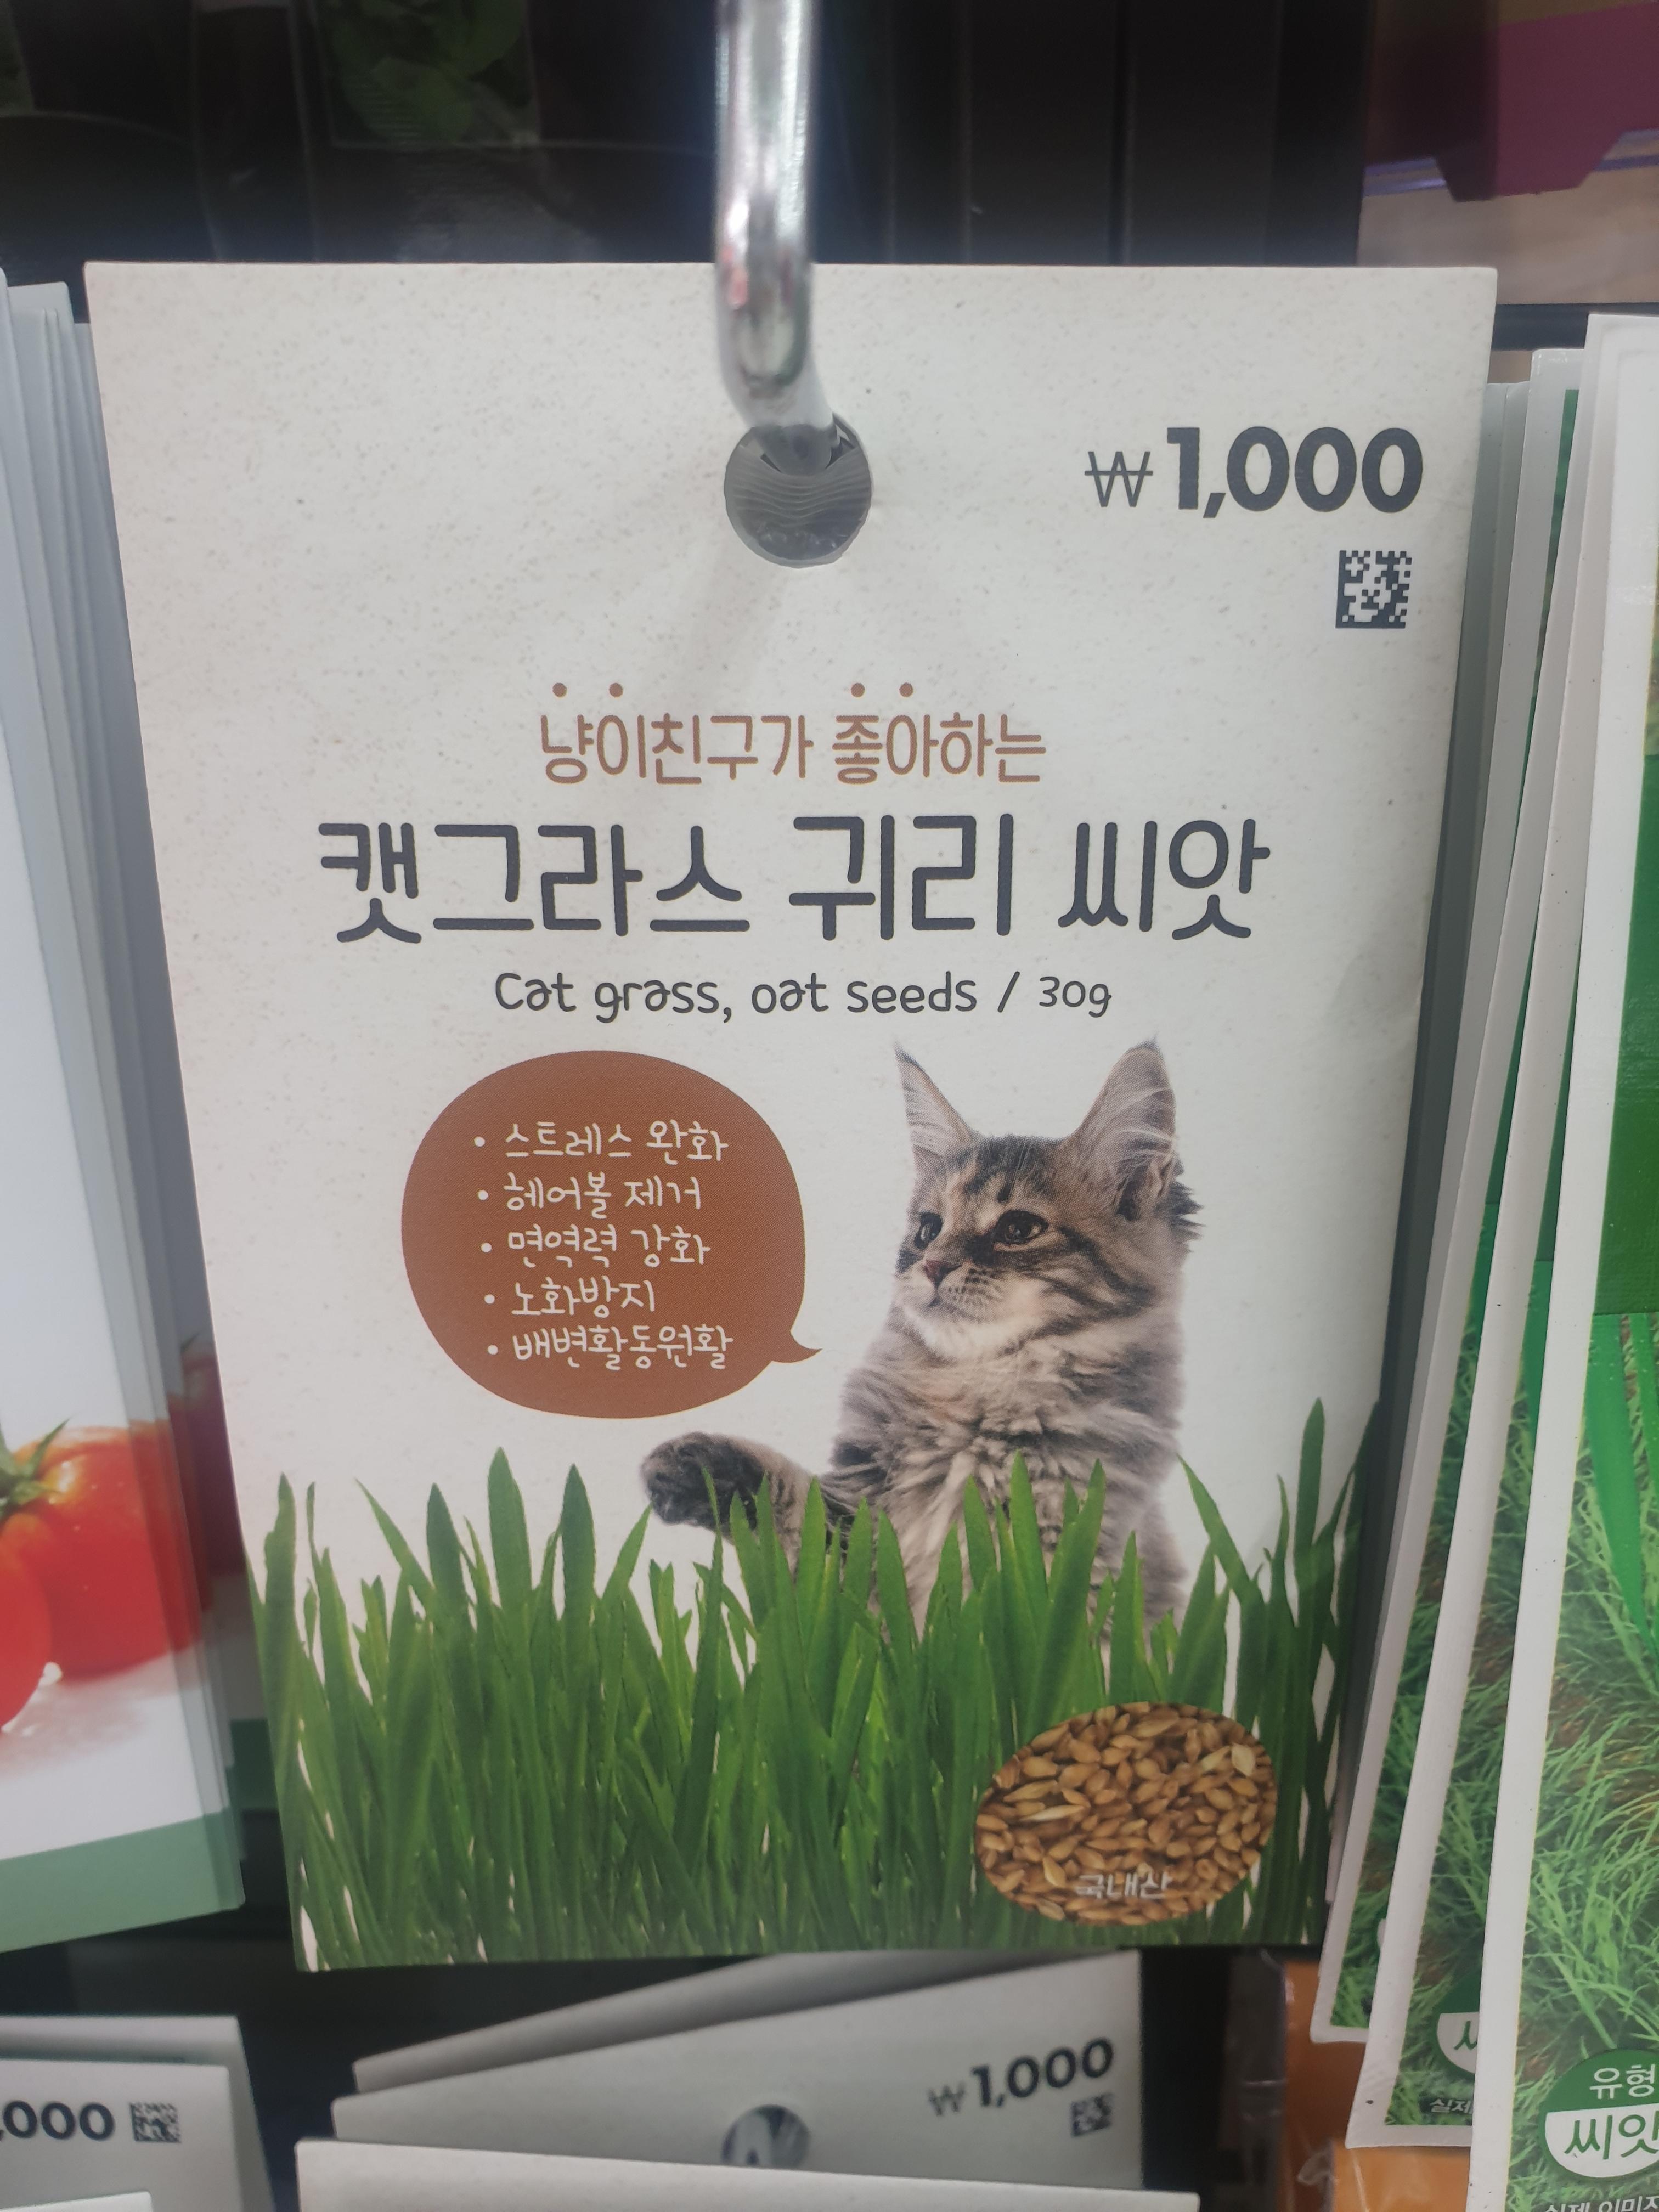 ₩1,000
냥이친구가 좋아하는
캣그라스 귀리 씨앗
Cat grass, oat seeds / 30g
• 스트레스 완화
• 헤어볼 제거
• 면역력 강화
• 노화방지
• 배변활동원활
국내산
₩1,000
,000
유형
씨앗